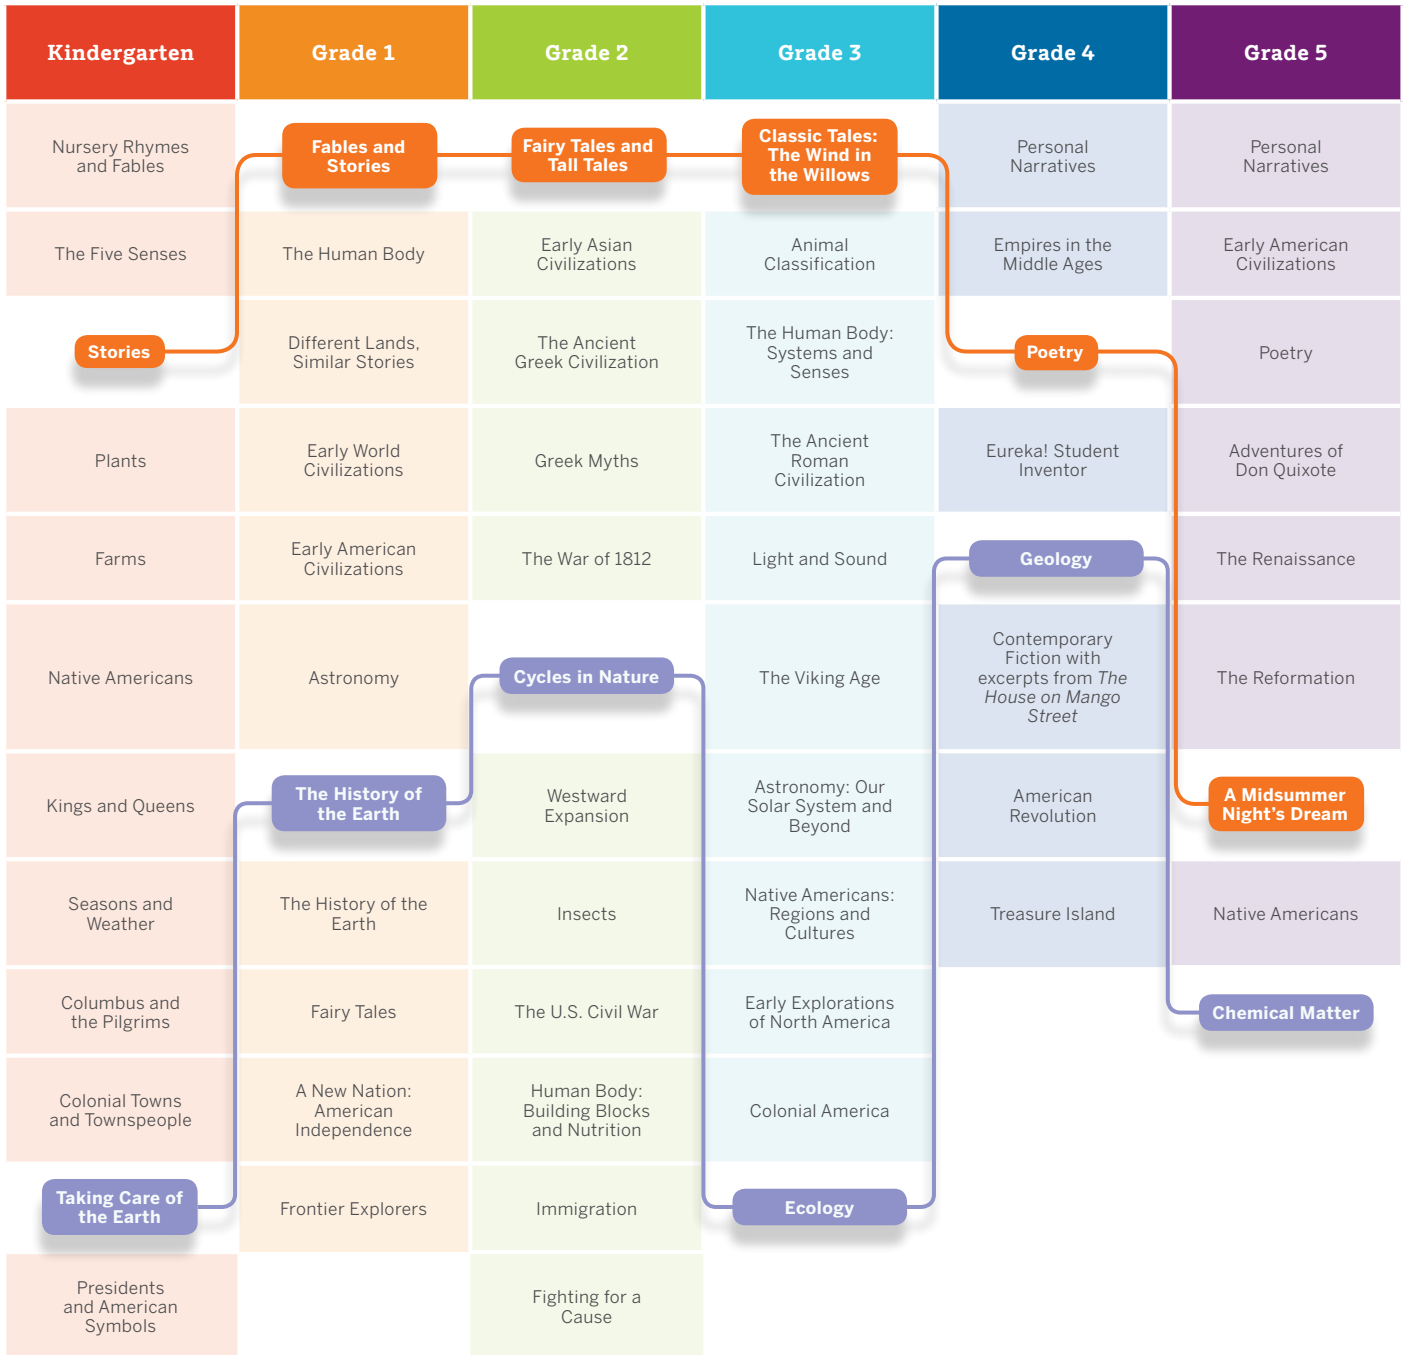 Kindergarten
Grade 1
Grade 2
Grade 3
Grade 4
Grade 5
Nursery Rhymes
and Fables
Fables and
Stories
Fairy Tales and
Tall Tales
Classic Tales:
The Wind in
the Willows
Personal
Narratives
Personal
Narratives
The Five Senses
The Human Body
Early Asian
Civilizations
Animal
Classification
Empires in the
Middle Ages
Early American
Civilizations
Stories
Different Lands,
Similar Stories
The Ancient
Greek Civilization
The Human Body:
Systems and
Senses
Poetry
Poetry
Plants
Early World
Civilizations
Greek Myths
The Ancient
Roman
Civilization
Eureka! Student
Inventor
Adventures of
Don Quixote
Farms
Early American
Civilizations
The War of 1812
Light and Sound
Geology
The Renaissance
Native Americans
Astronomy
Cycles in Nature
The Viking Age
Contemporary
Fiction with
excerpts from The
House on Mango
Street
The Reformation
Kings and Queens
The History of
the Earth
Westward
Expansion
Astronomy: Our
Solar System and
Beyond
American
Revolution
A Midsummer
Night's Dream
Seasons and
Weather
The History of the
Earth
Insects
Native Americans:
Regions and
Cultures
Treasure Island
Native Americans
Columbus and
the Pilgrims
Fairy Tales
The U.S. Civil War
Early Explorations
of North America
Chemical Matter
Colonial Towns
and Townspeople
A New Nation:
American
Independence
Human Body:
Building Blocks
and Nutrition
Colonial America
Taking Care of
the Earth
Frontier Explorers
Immigration
Ecology
Presidents
and American
Symbols
Fighting for a
Cause